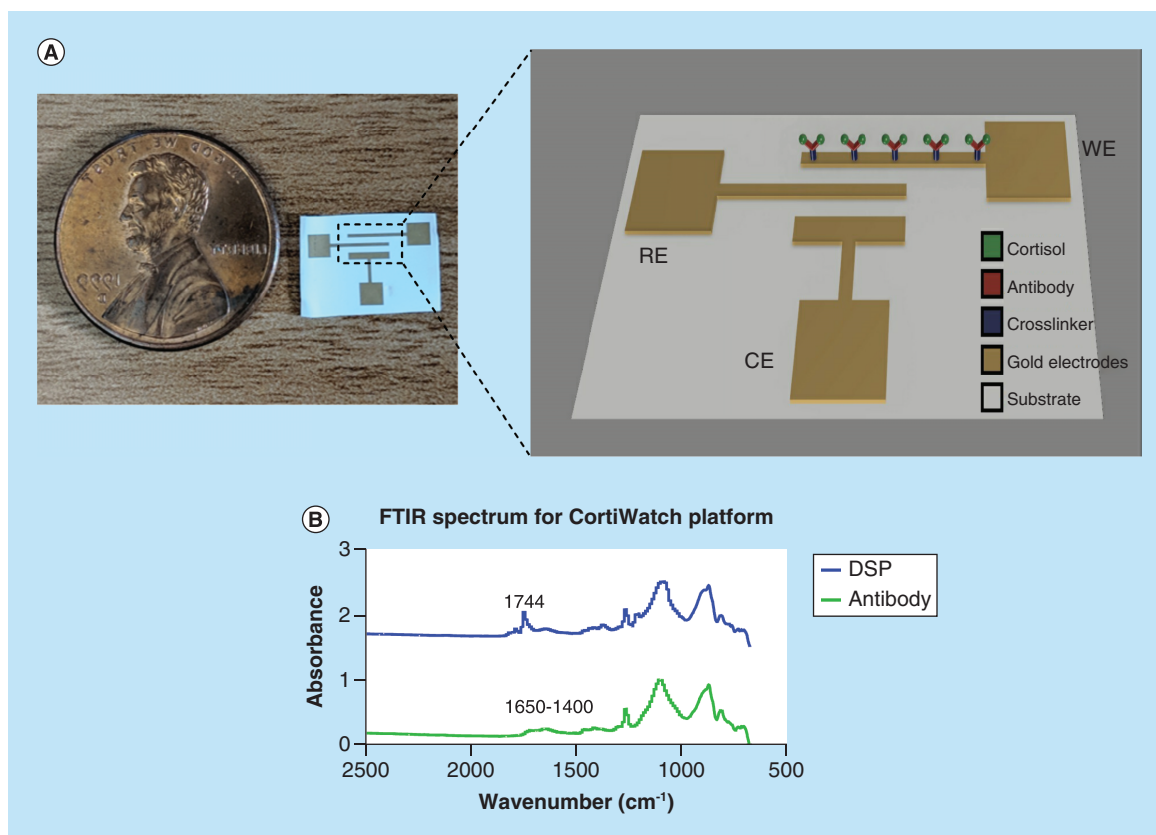 A
WE
RE
CE
Cortisol
Antibody
Crosslinker
Gold electrodes
Substrate
B
FTIR spectrum for CortiWatch platform
3
2
1
0
Absorbance
1744
1650-1400
2500
2000
1500
1000
500
Wavenumber (cm⁻¹)
DSP
Antibody